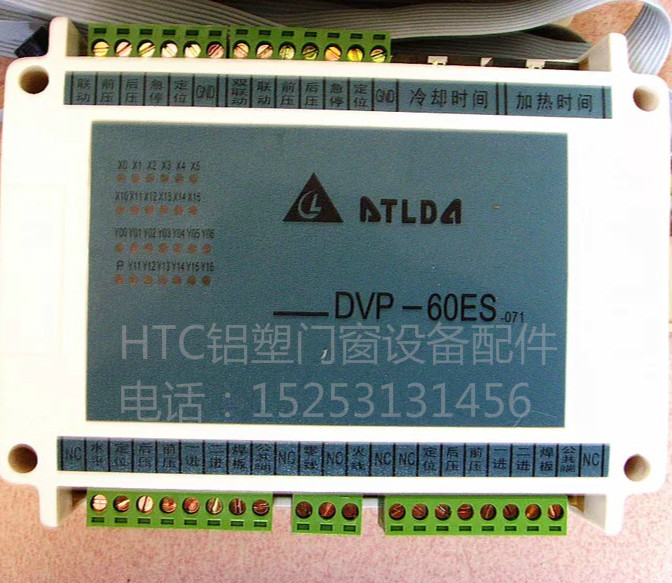 联动 前压 后压 急停 定位 GND 双联动 联动 前压 后压 急停 定位 GND 冷却时间 加热时间
X0 X1 X2 X3 X4 X5
X10 X11 X12 X13 X14 X15
Y00 Y01 Y02 Y03 Y04 Y05 Y06
P Y11 Y12 Y13 Y14 Y15 Y16
DTLDA
DVP-60ES-071
HTC铝塑门窗设备配件
电话：15253131456
NC 定位 后压 前压 一进 二进 焊板 公共端 NC 零线 NC 火线 NC NC 定位 后压 前压 一进 二进 焊板 公共端 NC